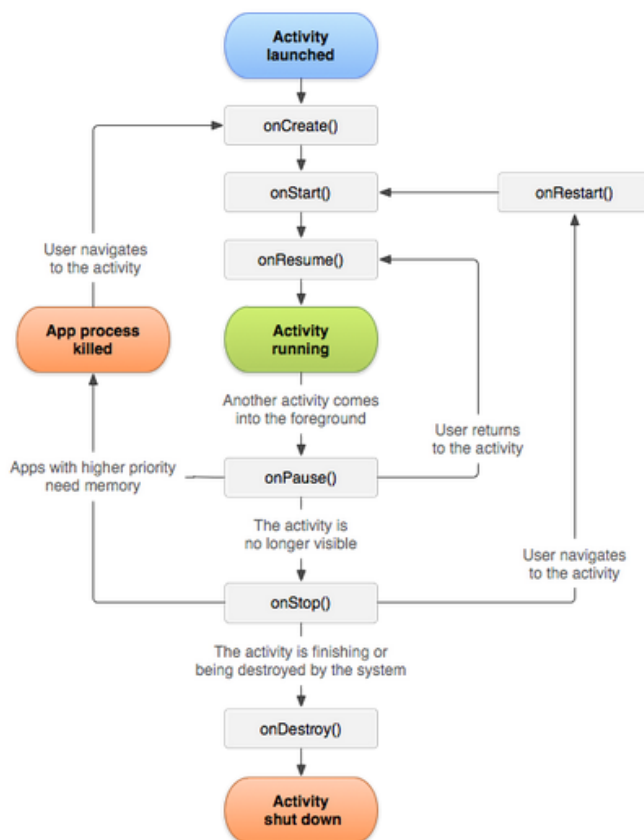 Activity
launched
onCreate()
onStart()
onRestart()
User navigates
to the activity
onResume()
App process
killed
Activity
running
Another activity comes
into the foreground
User returns
to the activity
Apps with higher priority
need memory
onPause()
The activity is
no longer visible
User navigates
to the activity
onStop()
The activity is finishing or
being destroyed by the system
onDestroy()
Activity
shut down